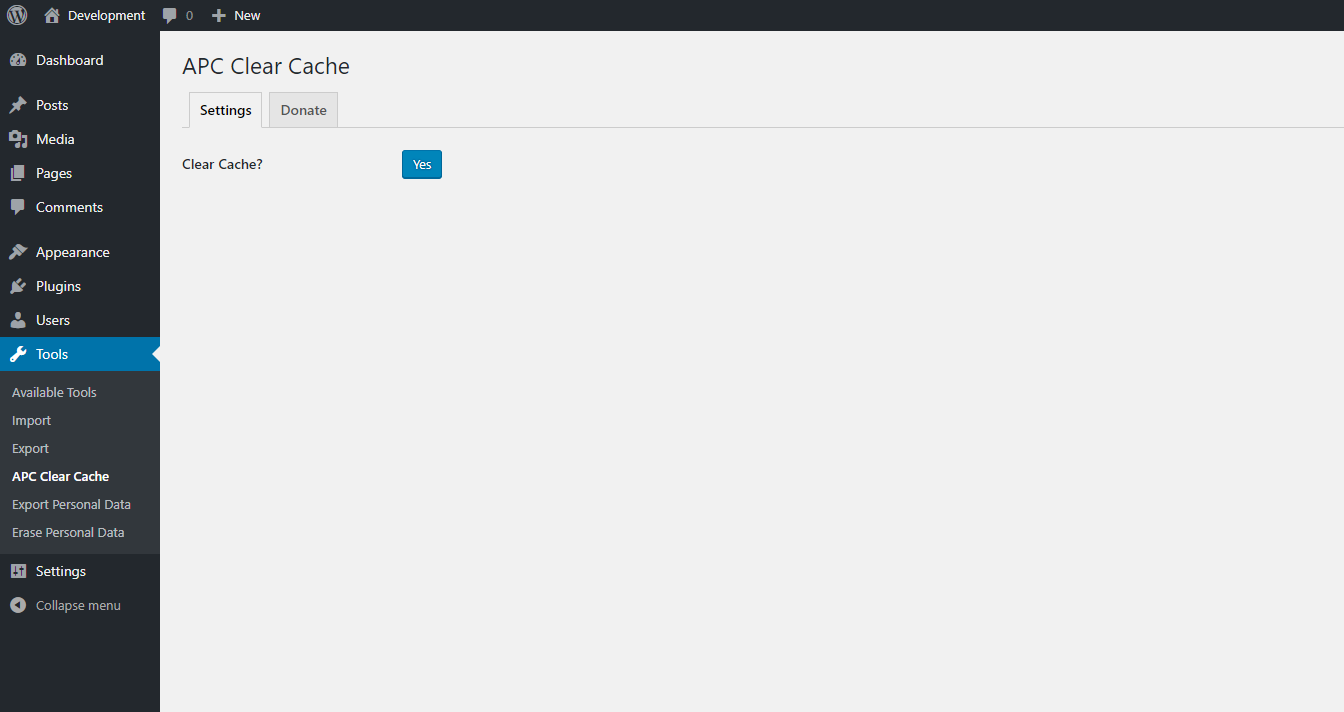 Development 0 New
Dashboard
Posts
Media
Pages
Comments
Appearance
Plugins
Users
Tools
Available Tools
Import
Export
APC Clear Cache
Export Personal Data
Erase Personal Data
Settings
Collapse menu
APC Clear Cache
Settings Donate
Clear Cache? Yes